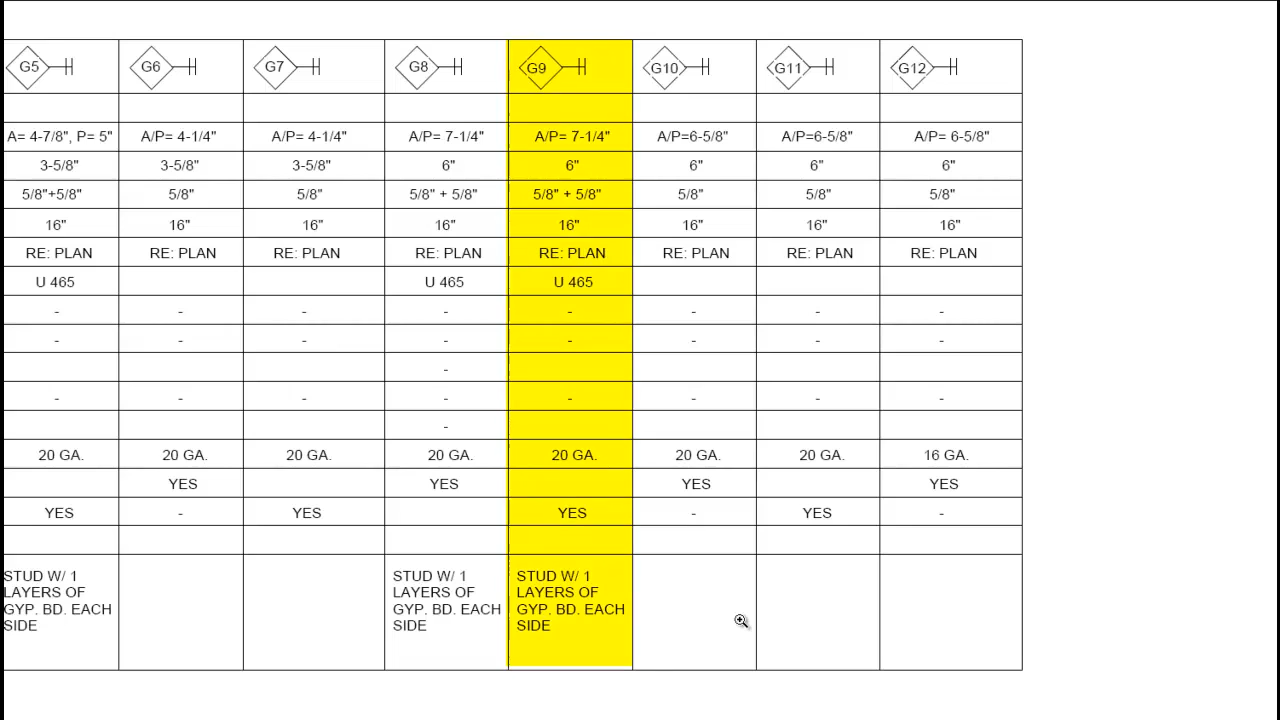 G5 G6 G7 G8 G9 G10 G11 G12
A= 4-7/8", P= 5" A/P= 4-1/4" A/P= 4-1/4" A/P= 7-1/4" A/P= 7-1/4" A/P=6-5/8" A/P=6-5/8" A/P= 6-5/8"
3-5/8" 3-5/8" 3-5/8" 6" 6" 6" 6" 6"
5/8"+5/8" 5/8" 5/8" 5/8" + 5/8" 5/8" + 5/8" 5/8" 5/8" 5/8"
16" 16" 16" 16" 16" 16" 16" 16"
RE: PLAN RE: PLAN RE: PLAN RE: PLAN RE: PLAN RE: PLAN RE: PLAN RE: PLAN
U 465 U 465 U 465
- - - - - - - -
- - - - - - - -
-
- - - - - - - -
-
20 GA. 20 GA. 20 GA. 20 GA. 20 GA. 20 GA. 20 GA. 16 GA.
YES YES YES YES
YES - YES YES - YES -
STUD W/ 1 STUD W/ 1 STUD W/ 1
LAYERS OF LAYERS OF LAYERS OF
GYP. BD. EACH GYP. BD. EACH GYP. BD. EACH
SIDE SIDE SIDE